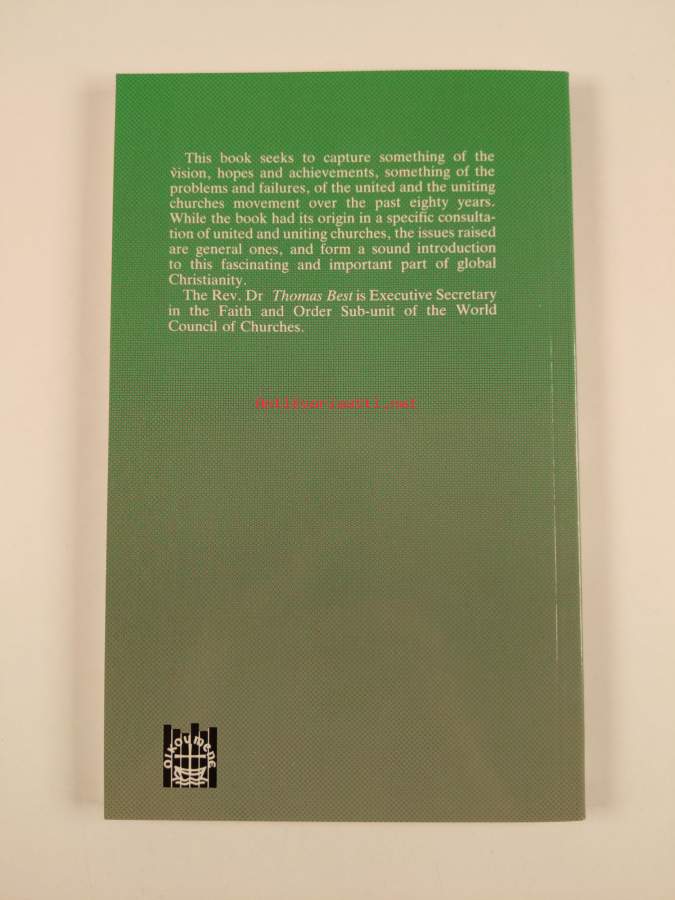 This book seeks to capture something of the
vision, hopes and achievements, something of the
problems and failures, of the united and the uniting
churches movement over the past eighty years.
While the book had its origin in a specific consulta-
tion of united and uniting churches, the issues raised
are general ones, and form a sound introduction
to this fascinating and important part of global
Christianity.
The Rev. Dr Thomas Best is Executive Secretary
in the Faith and Order Sub-unit of the World
Council of Churches.
Antikvariaatti.net
OIKOUMENE